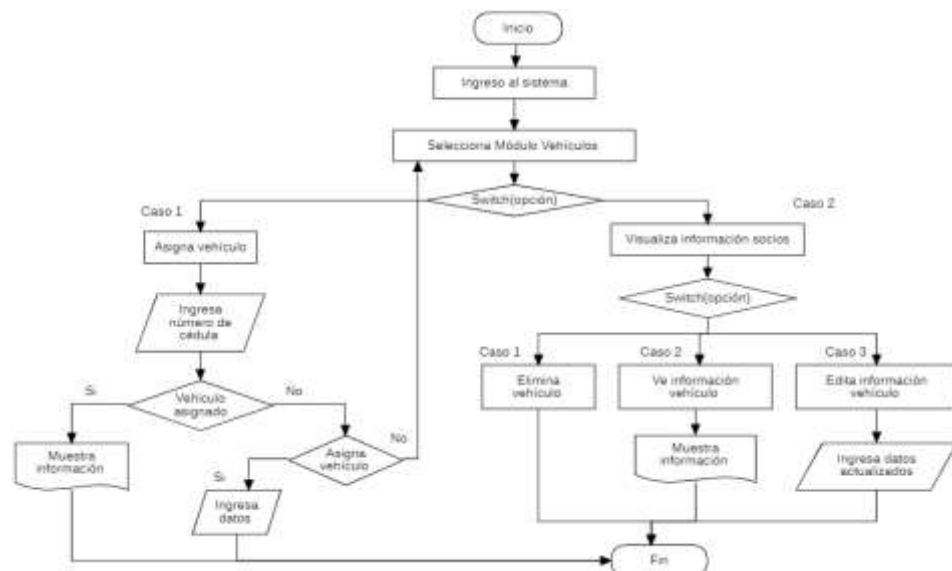 Inicio
Ingreso al sistema
Selecciona Módulo Vehículos
Switch(opción)
Caso 1
Caso 2
Asigna vehículo
Visualiza información socios
Ingresa
número de
cédula
Switch(opción)
Caso 1
Caso 2
Caso 3
Elimina
vehículo
Ve información
vehículo
Edita información
vehículo
Si
Vehículo
asignado
No
Muestra
información
Asigna
vehículo
No
Si
Ingresa
datos
Muestra
información
Ingresa datos
actualizados
Fin